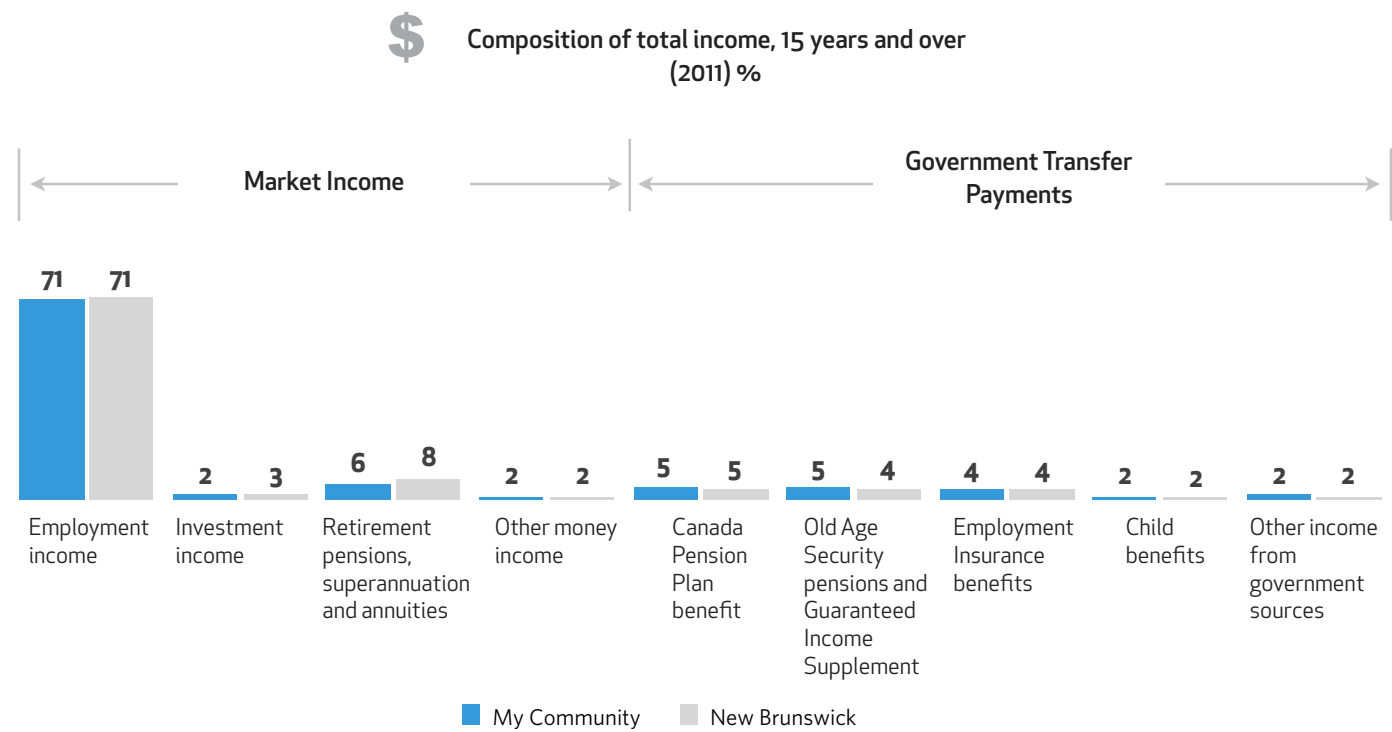 $
Composition of total income, 15 years and over
(2011) %
Market Income
Government Transfer
Payments
71 71
2 3
6 8
2 2
5 5
5 4
4 4
2 2
2 2
Employment
income
Investment
income
Retirement
pensions,
superannuation
and annuities
Other money
income
Canada
Pension
Plan
benefit
Old Age
Security
pensions and
Guaranteed
Income
Supplement
Employment
Insurance
benefits
Child
benefits
Other income
from
government
sources
My Community
New Brunswick